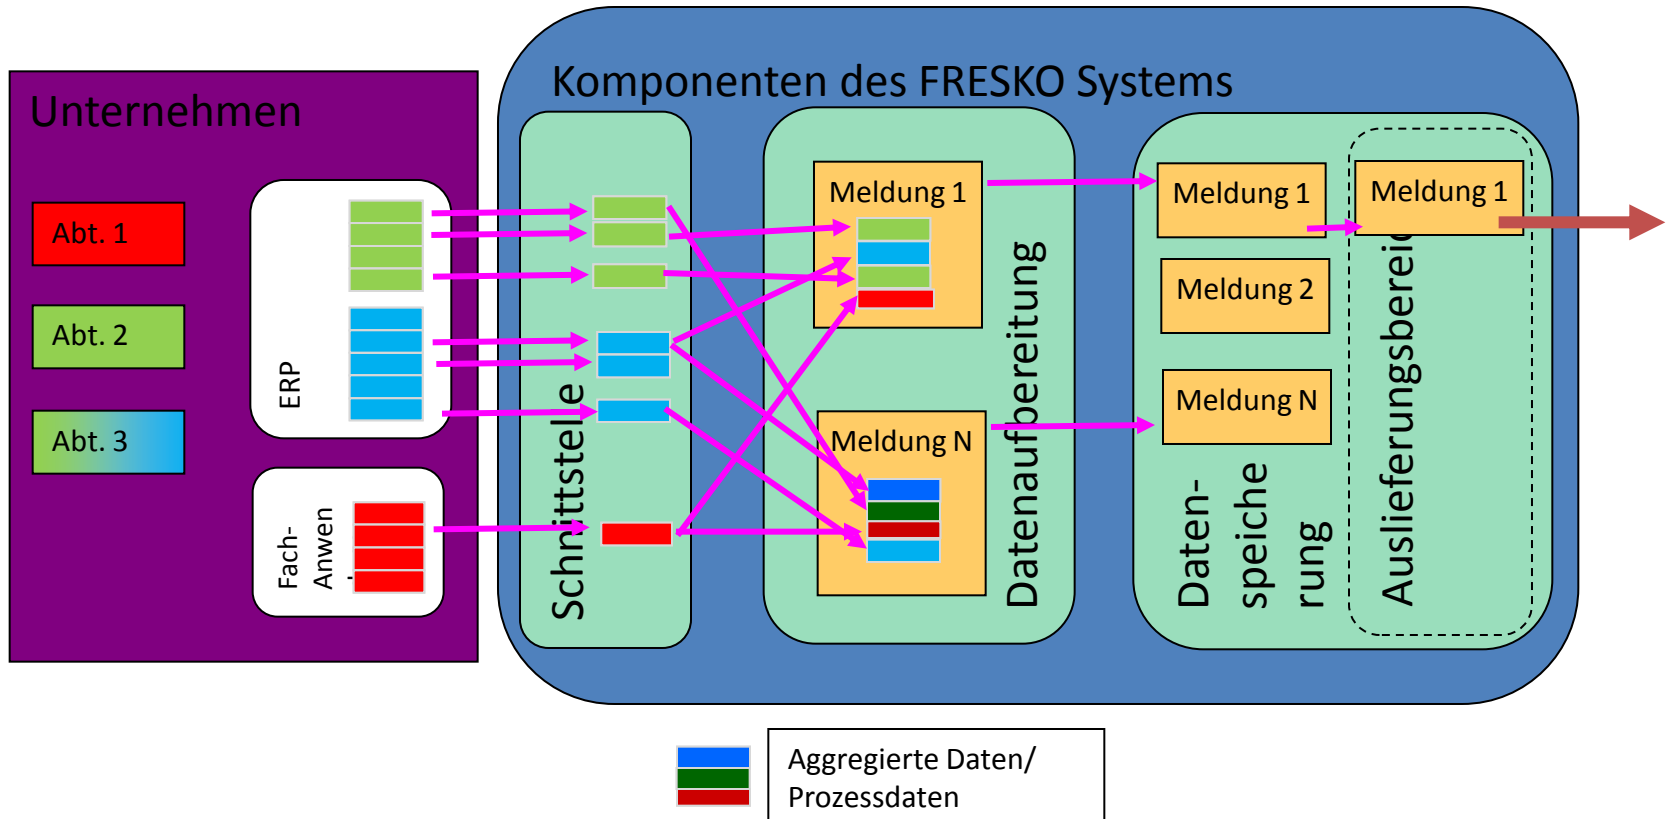 Komponenten des FRESKO Systems
Unternehmen
Abt. 1
Abt. 2
Abt. 3
ERP
Fach-
Anwen
Schnittstelle
Meldung 1
Meldung N
Datenaufbereitung
Meldung 1
Meldung 2
Meldung N
Daten-
speiche
rung
Meldung 1
Auslieferungsbereic
Aggregierte Daten/
Prozessdaten